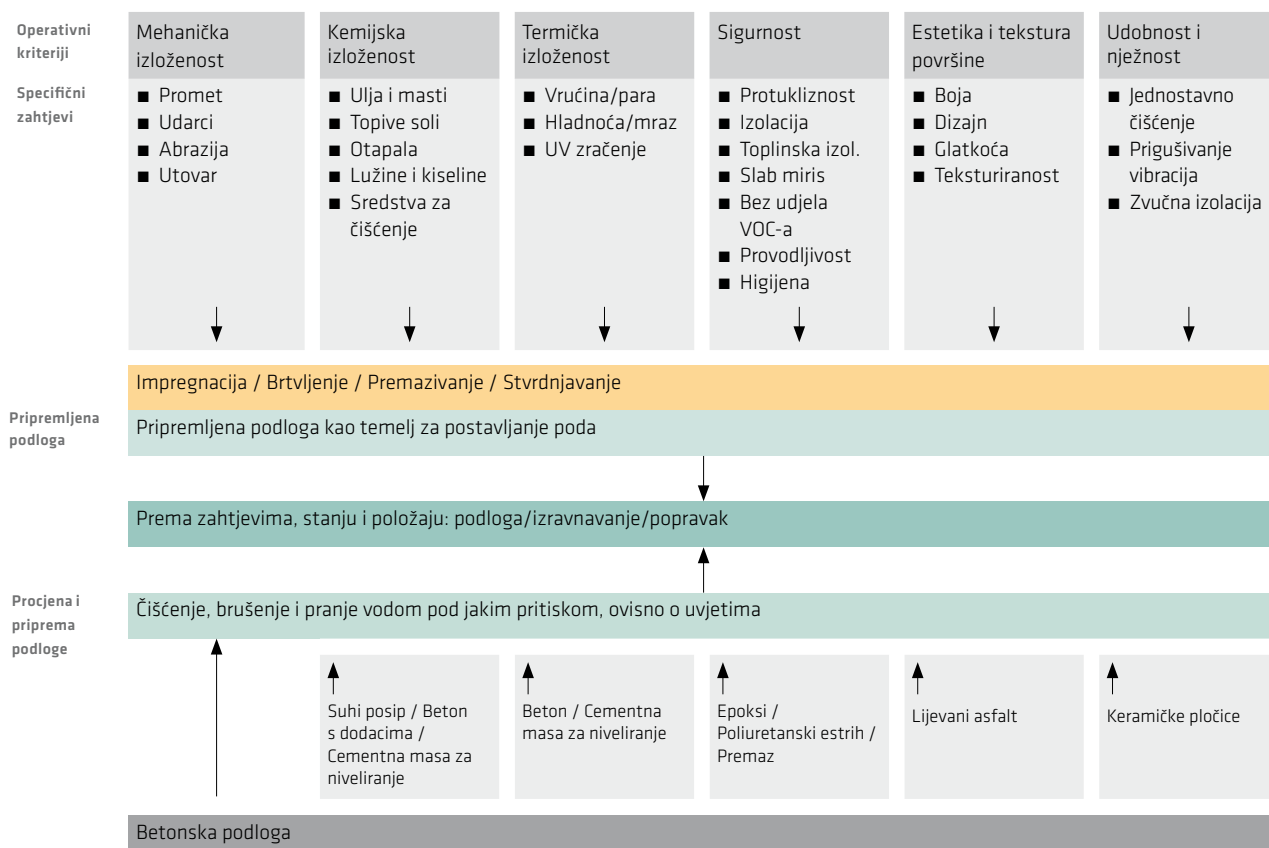 Operativni
kriteriji
Mehanička
izloženost
Kemijska
izloženost
Termička
izloženost
Sigurnost
Estetika i tekstura
površine
Udobnost i
nježnost
Specifični
zahtjevi
■ Promet
■ Udarci
■ Abrazija
■ Utovar
■ Ulja i masti
■ Topive soli
■ Otapala
■ Lužine i kiseline
■ Sredstva za
čišćenje
■ Vrućina/para
■ Hladnoća/mraz
■ UV zračenje
■ Protukliznost
■ Izolacija
■ Toplinska izol.
■ Slab miris
■ Bez udjela
VOC-a
■ Provodljivost
■ Higijena
■ Boja
■ Dizajn
■ Glatkoća
■ Teksturiranost
■ Jednostavno
čišćenje
■ Prigušivanje
vibracija
■ Zvučna izolacija
Impregnacija / Brtvljenje / Premazivanje / Stvrdnjavanje
Pripremljena
podloga
Pripremljena podloga kao temelj za postavljanje poda
Prema zahtjevima, stanju i položaju: podloga/izravnavanje/popravak
Procjena i
priprema
podloge
Čišćenje, brušenje i pranje vodom pod jakim pritiskom, ovisno o uvjetima
Suhi posip / Beton
s dodacima /
Cementna masa za
niveliranje
Beton / Cementna
masa za niveliranje
Epoksi /
Poliuretanski estrih /
Premaz
Lijevani asfalt
Keramičke pločice
Betonska podloga